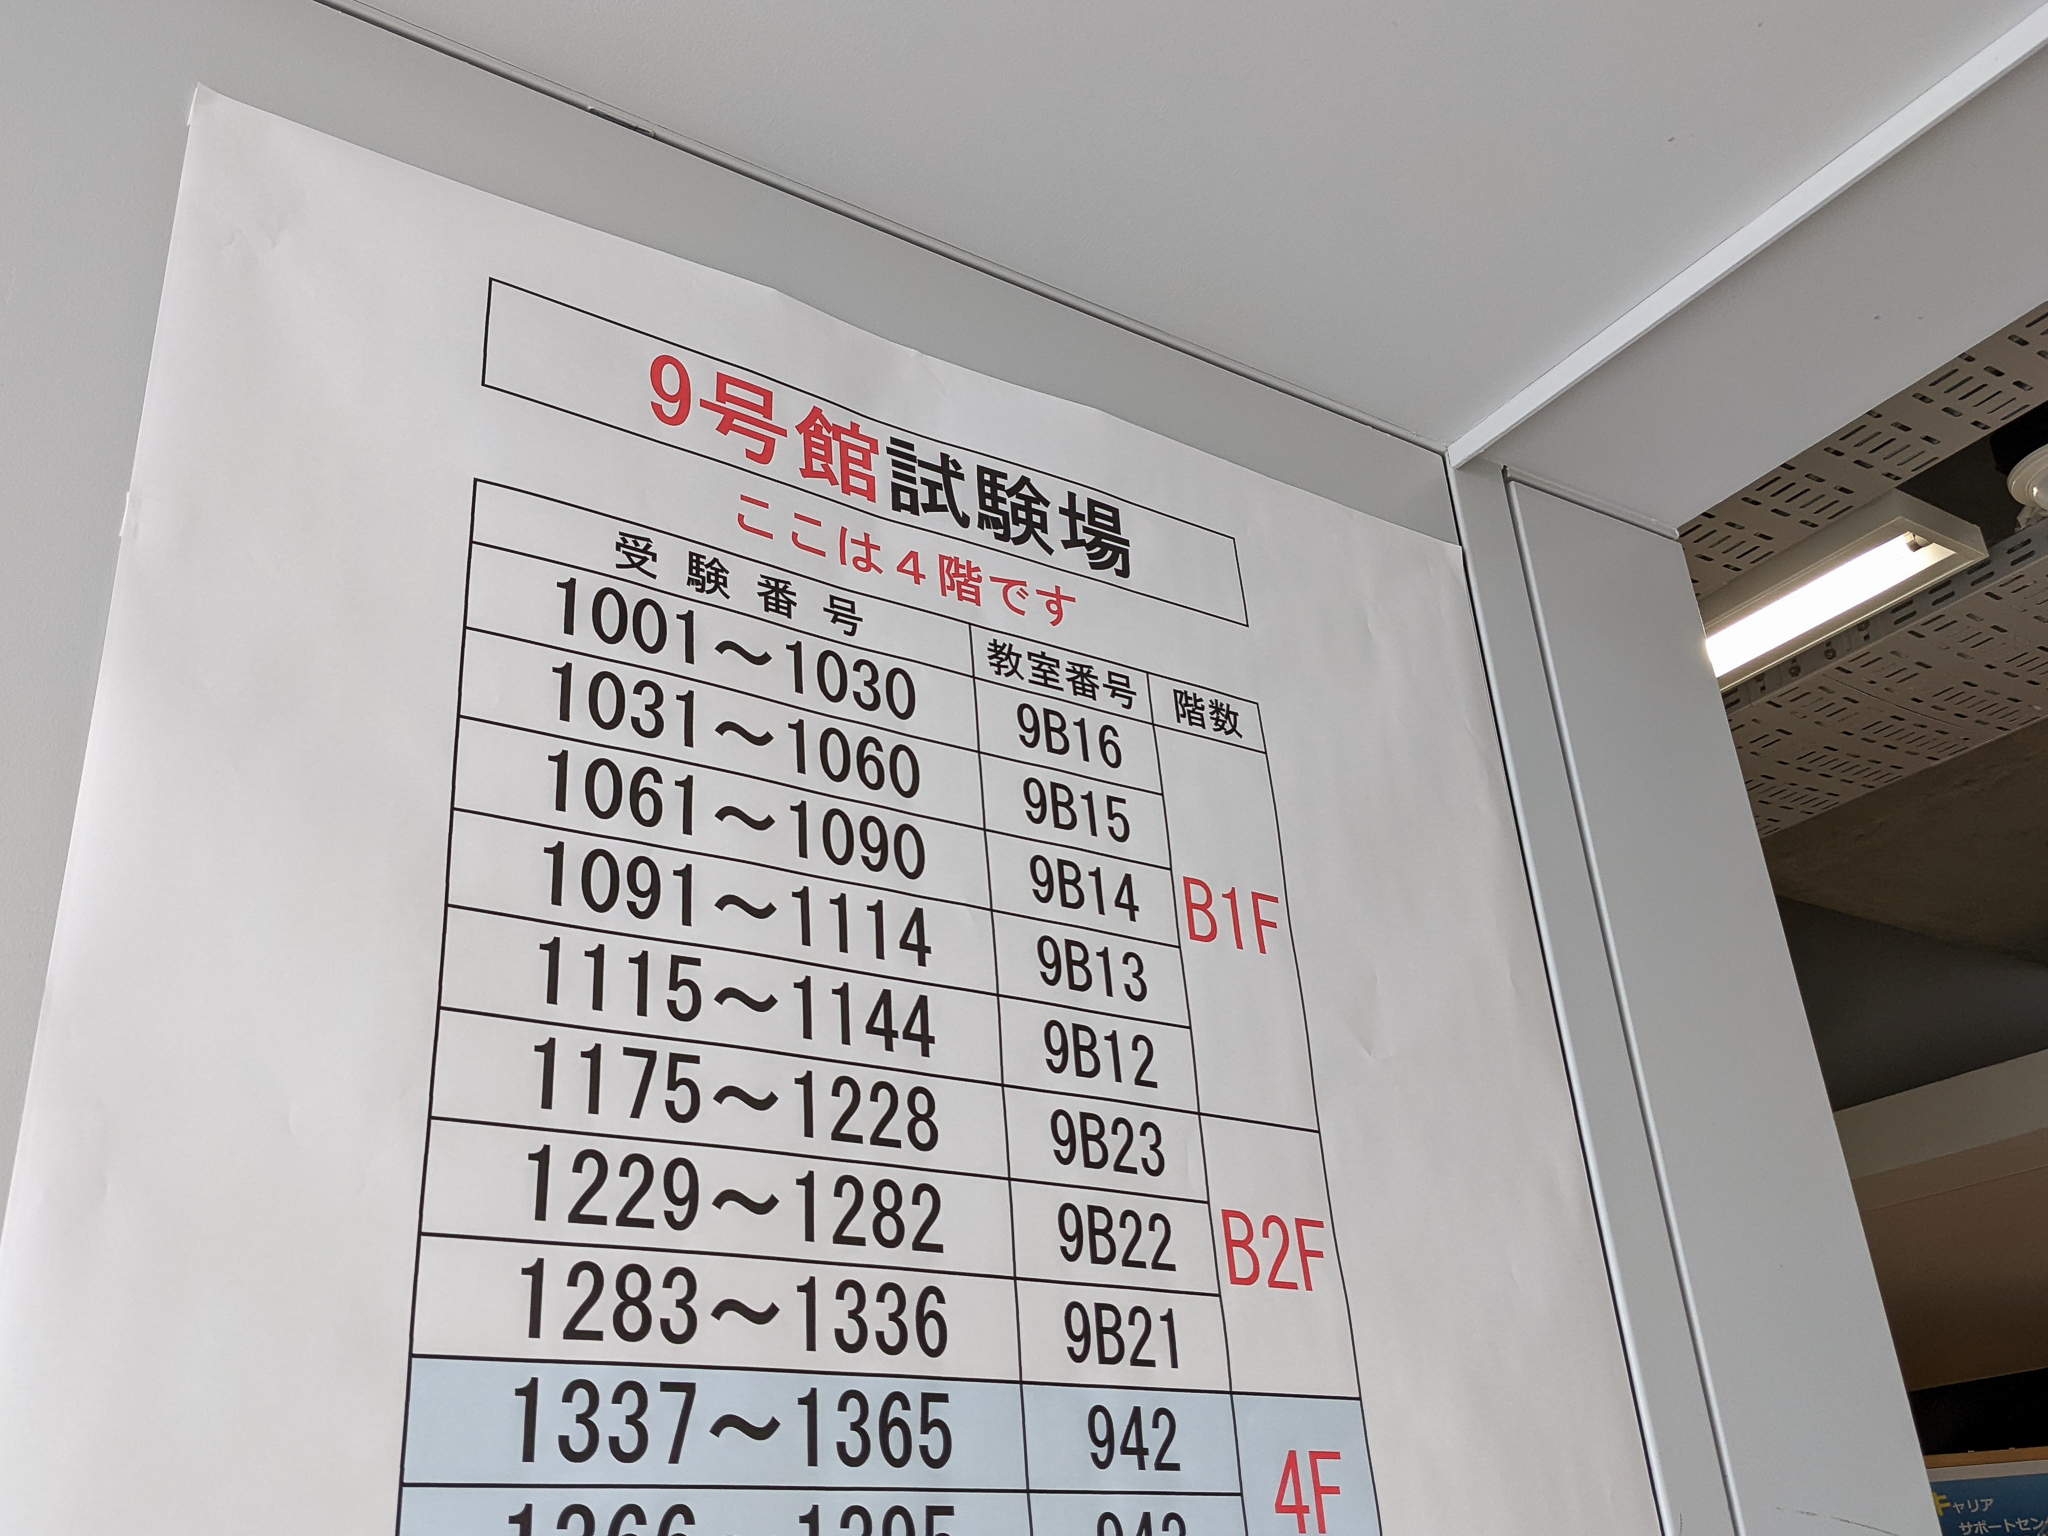 9号館試験場
ここは4階です
受験番号 教室番号 階数
1001～1030 9B16
1031～1060 9B15
1061～1090 9B14 B1F
1091～1114 9B13
1115～1144 9B12
1175～1228 9B23
1229～1282 9B22 B2F
1283～1336 9B21
1337～1365 942 4F
キャリア
サポートセン